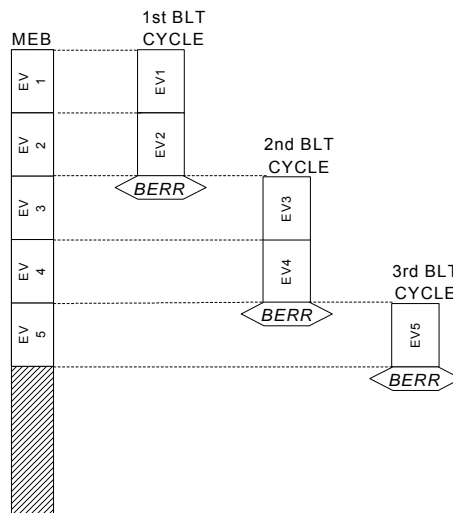 1st BLT
CYCLE
MEB
EV 1
EV1
EV 2
EV2
BERR
2nd BLT
CYCLE
EV 3
EV3
EV 4
EV4
BERR
3rd BLT
CYCLE
EV 5
EV5
BERR